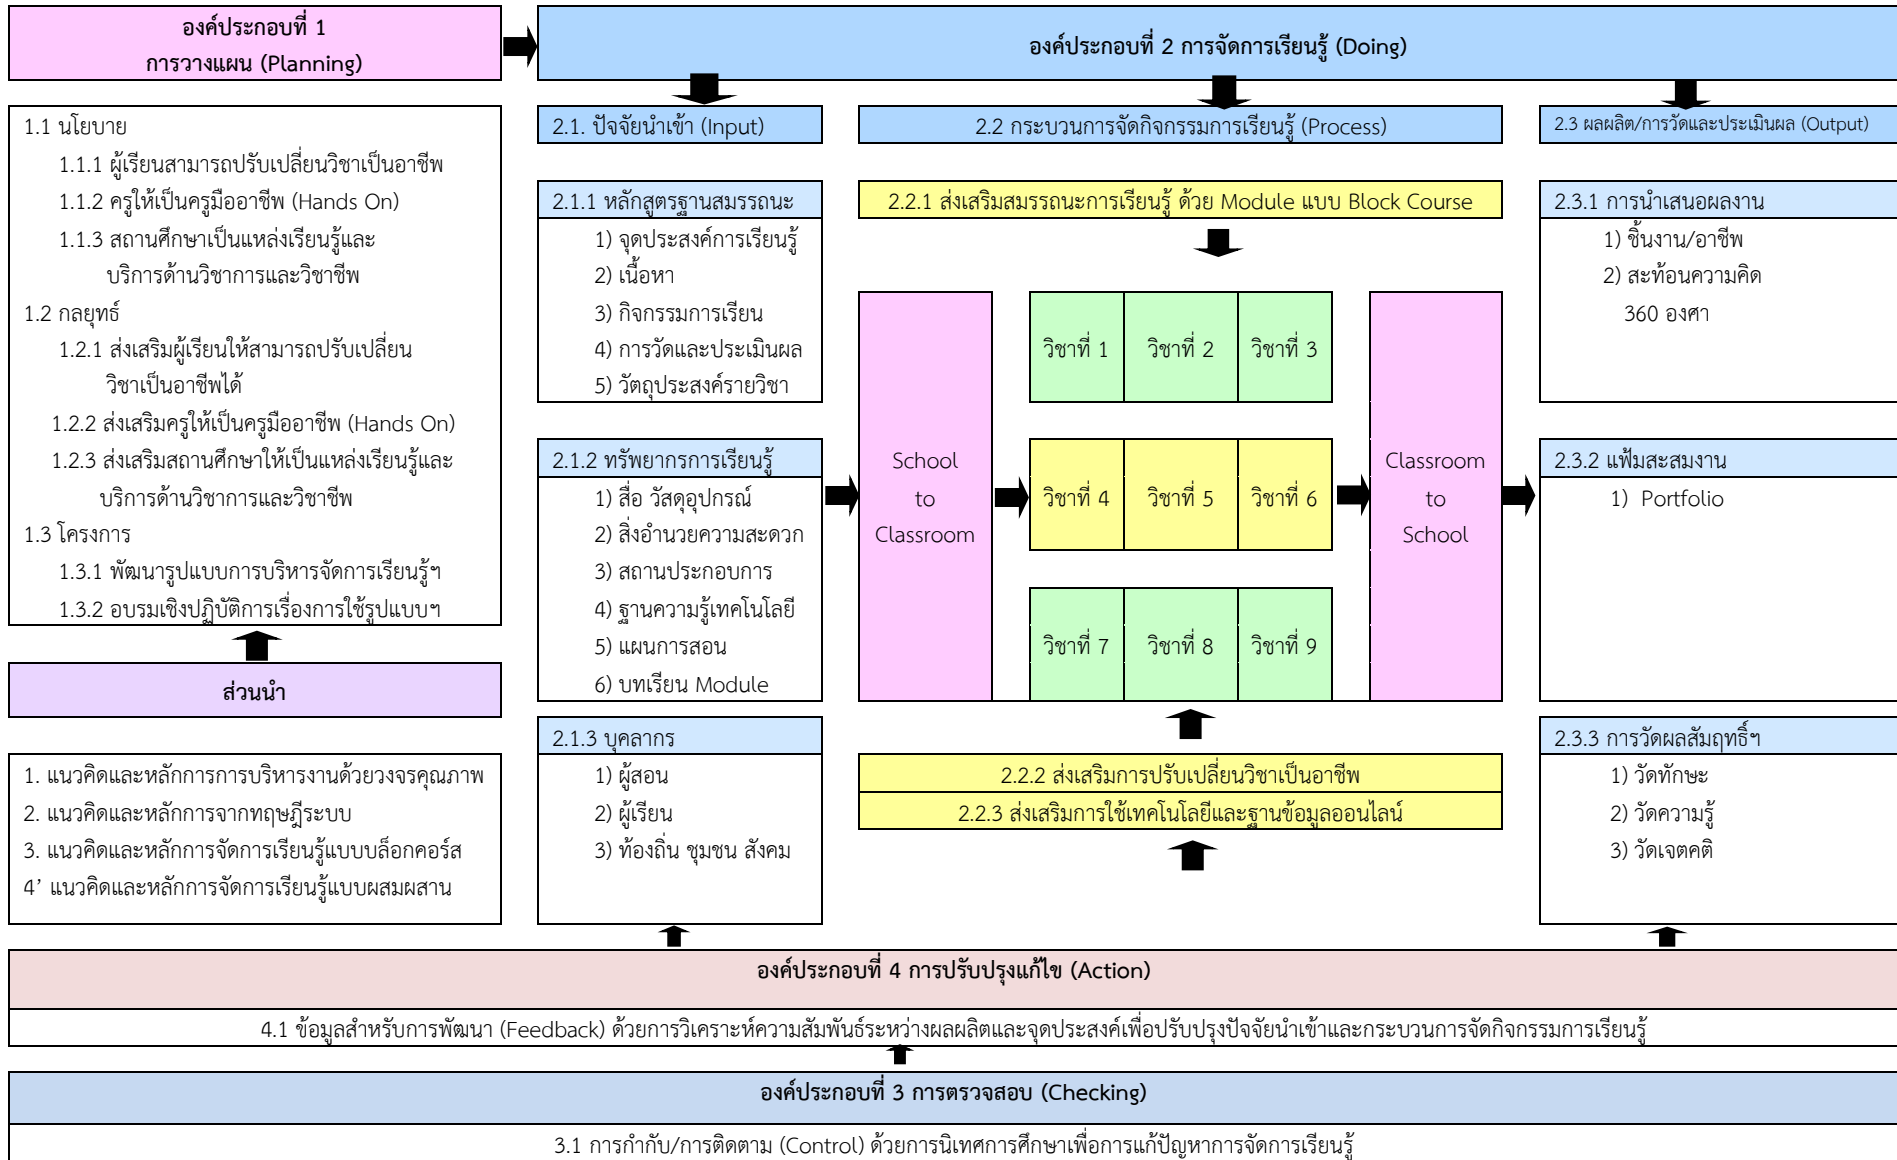 องค์ประกอบที่ 1
การวางแผน (Planning)
1.1 นโยบาย
1.1.1 ผู้เรียนสามารถปรับเปลี่ยนวิชาเป็นอาชีพ
1.1.2 ครูให้เป็นครูมืออาชีพ (Hands On)
1.1.3 สถานศึกษาเป็นแหล่งเรียนรู้และ
บริการด้านวิชาการและวิชาชีพ
1.2 กลยุทธ์
1.2.1 ส่งเสริมผู้เรียนให้สามารถปรับเปลี่ยน
วิชาเป็นอาชีพได้
1.2.2 ส่งเสริมครูให้เป็นครูมืออาชีพ (Hands On)
1.2.3 ส่งเสริมสถานศึกษาให้เป็นแหล่งเรียนรู้และ
บริการด้านวิชาการและวิชาชีพ
1.3 โครงการ
1.3.1 พัฒนารูปแบบการบริหารจัดการเรียนรู้ฯ
1.3.2 อบรมเชิงปฏิบัติการเรื่องการใช้รูปแบบฯ
ส่วนนำ
1. แนวคิดและหลักการการบริหารงานด้วยวงจรคุณภาพ
2. แนวคิดและหลักการจากทฤษฎีระบบ
3. แนวคิดและหลักการจัดการเรียนรู้แบบบล็อกคอร์ส
4’ แนวคิดและหลักการจัดการเรียนรู้แบบผสมผสาน
องค์ประกอบที่ 2 การจัดการเรียนรู้ (Doing)
2.1. ปัจจัยนำเข้า (Input)
2.1.1 หลักสูตรฐานสมรรถนะ
1) จุดประสงค์การเรียนรู้
2) เนื้อหา
3) กิจกรรมการเรียน
4) การวัดและประเมินผล
5) วัตถุประสงค์รายวิชา
2.1.2 ทรัพยากรการเรียนรู้
1) สื่อ วัสดุอุปกรณ์
2) สิ่งอำนวยความสะดวก
3) สถานประกอบการ
4) ฐานความรู้เทคโนโลยี
5) แผนการสอน
6) บทเรียน Module
2.1.3 บุคลากร
1) ผู้สอน
2) ผู้เรียน
3) ท้องถิ่น ชุมชน สังคม
2.2 กระบวนการจัดกิจกรรมการเรียนรู้ (Process)
2.2.1 ส่งเสริมสมรรถนะการเรียนรู้ ด้วย Module แบบ Block Course
School
to
Classroom
วิชาที่ 1 วิชาที่ 2 วิชาที่ 3
วิชาที่ 4 วิชาที่ 5 วิชาที่ 6
วิชาที่ 7 วิชาที่ 8 วิชาที่ 9
Classroom
to
School
2.2.2 ส่งเสริมการปรับเปลี่ยนวิชาเป็นอาชีพ
2.2.3 ส่งเสริมการใช้เทคโนโลยีและฐานข้อมูลออนไลน์
2.3 ผลผลิต/การวัดและประเมินผล (Output)
2.3.1 การนำเสนอผลงาน
1) ชิ้นงาน/อาชีพ
2) สะท้อนความคิด
360 องศา
2.3.2 แฟ้มสะสมงาน
1) Portfolio
2.3.3 การวัดผลสัมฤทธิ์ฯ
1) วัดทักษะ
2) วัดความรู้
3) วัดเจตคติ
องค์ประกอบที่ 4 การปรับปรุงแก้ไข (Action)
4.1 ข้อมูลสำหรับการพัฒนา (Feedback) ด้วยการวิเคราะห์ความสัมพันธ์ระหว่างผลผลิตและจุดประสงค์เพื่อปรับปรุงปัจจัยนำเข้าและกระบวนการจัดกิจกรรมการเรียนรู้
องค์ประกอบที่ 3 การตรวจสอบ (Checking)
3.1 การกำกับ/การติดตาม (Control) ด้วยการนิเทศการศึกษาเพื่อการแก้ปัญหาการจัดการเรียนรู้